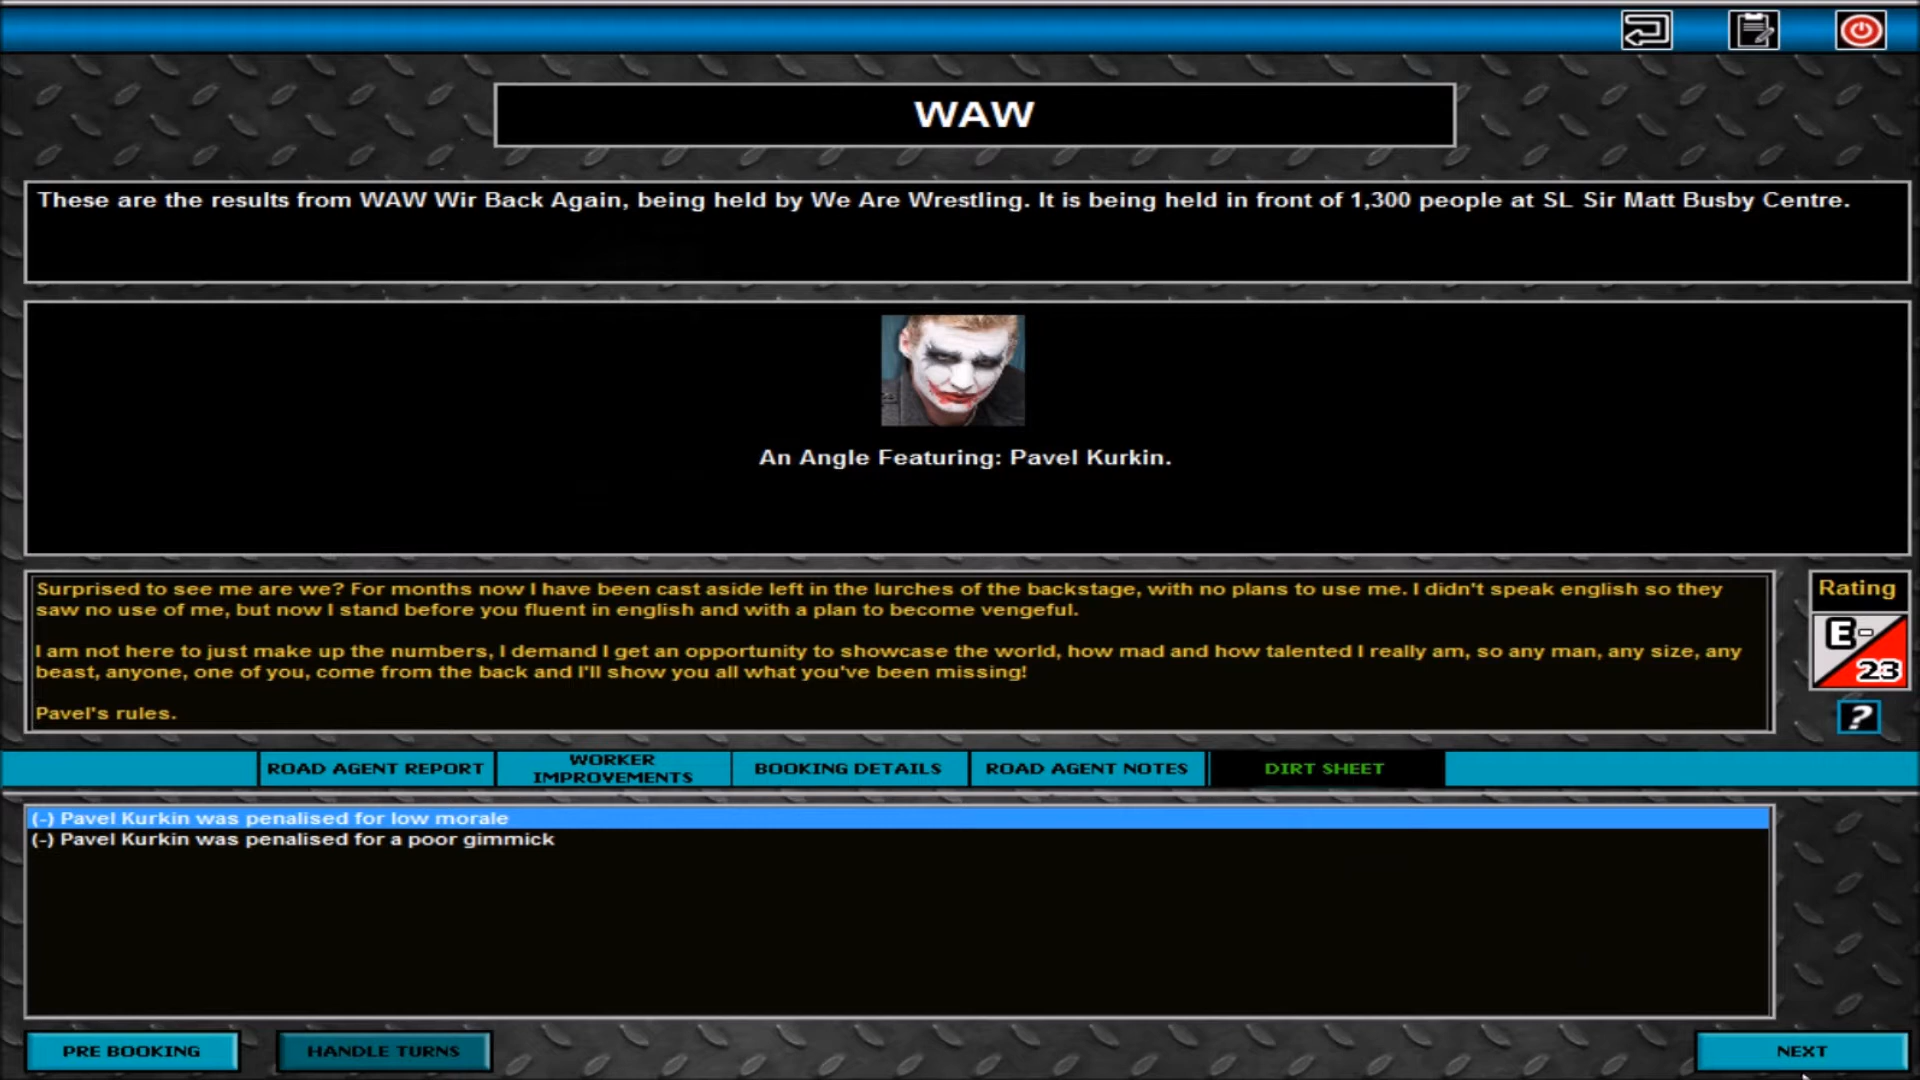 WAW
These are the results from WAW Wir Back Again, being held by We Are Wrestling. It is being held in front of 1,300 people at SL Sir Matt Busby Centre.
An Angle Featuring: Pavel Kurkin.
Surprised to see me are we? For months now I have been cast aside left in the lurches of the backstage, with no plans to use me. I didn't speak english so they
saw no use of me, but now I stand before you fluent in english and with a plan to become vengeful.
I am not here to just make up the numbers, I demand I get an opportunity to showcase the world, how mad and how talented I really am, so any man, any size, any
beast, anyone, one of you, come from the back and I'll show you all what you've been missing!
Pavel's rules.
Rating
E-
23
?
ROAD AGENT REPORT
WORKER
IMPROVEMENTS
BOOKING DETAILS
ROAD AGENT NOTES
DIRT SHEET
(-) Pavel Kurkin was penalised for low morale
(-) Pavel Kurkin was penalised for a poor gimmick
PRE BOOKING
HANDLE TURNS
NEXT